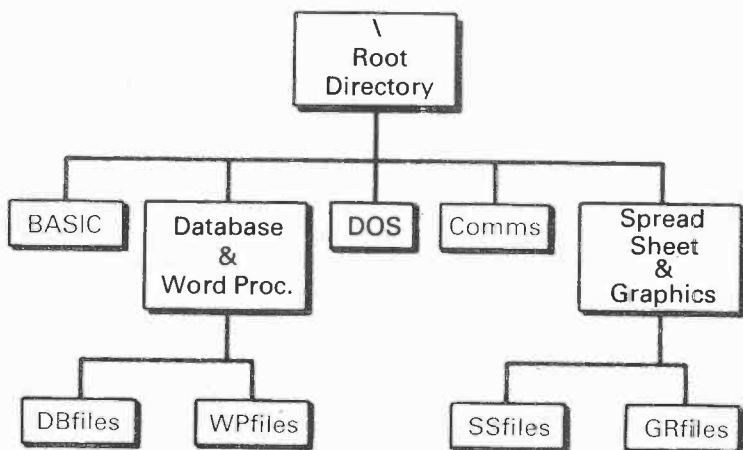 \
Root
Directory
BASIC
Database
&
Word Proc.
DOS
Comms
Spread
Sheet
&
Graphics
DBfiles
WPfiles
SSfiles
GRfiles